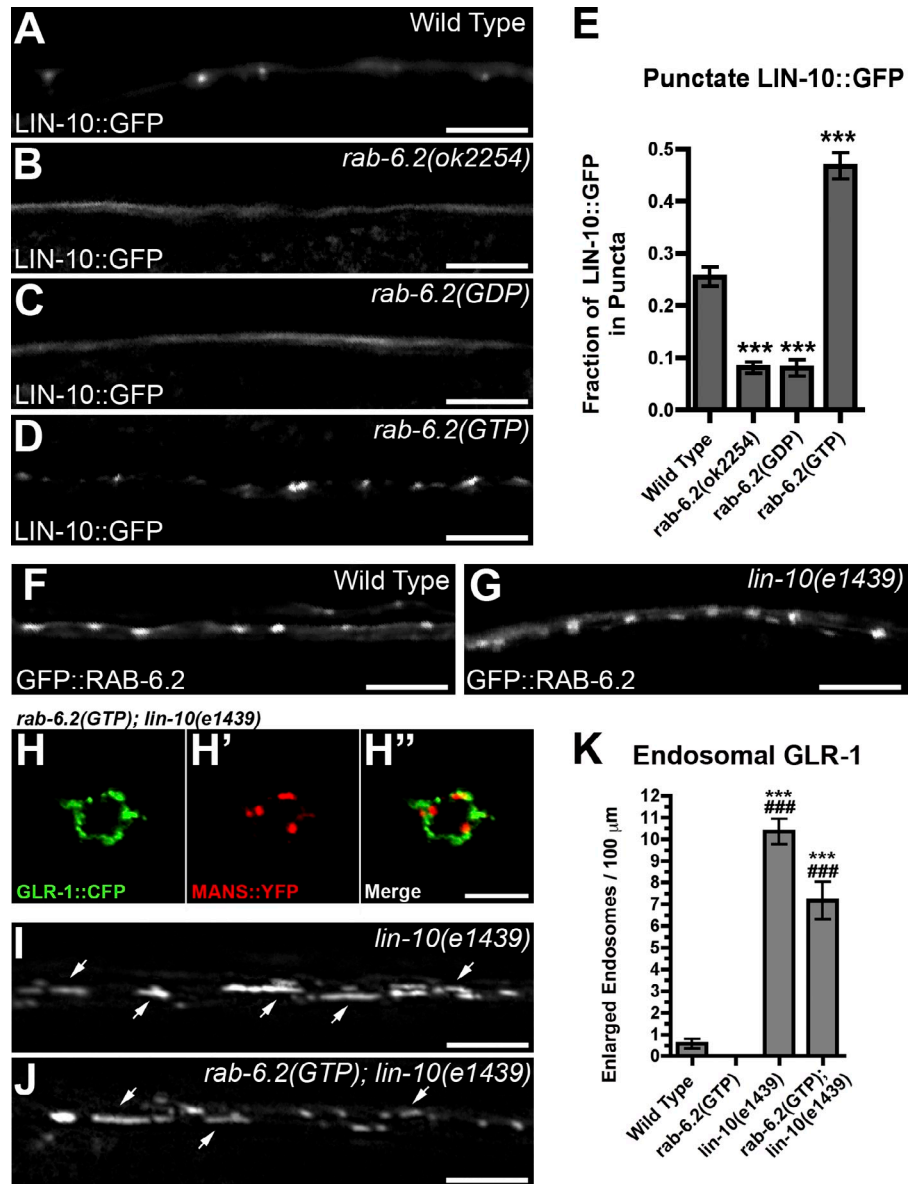 A
Wild Type
LIN-10::GFP
B
rab-6.2(ok2254)
LIN-10::GFP
C
rab-6.2(GDP)
LIN-10::GFP
D
rab-6.2(GTP)
LIN-10::GFP
E
Punctate LIN-10::GFP
Fraction of LIN-10::GFP
in Puncta
0.5
0.4
0.3
0.2
0.1
0.0
***
***
***
Wild Type
rab-6.2(ok2254)
rab-6.2(GDP)
rab-6.2(GTP)
F
Wild Type
GFP::RAB-6.2
G
lin-10(e1439)
GFP::RAB-6.2
rab-6.2(GTP); lin-10(e1439)
H
GLR-1::CFP
H'
MANS::YFP
H"
Merge
I
lin-10(e1439)
J
rab-6.2(GTP); lin-10(e1439)
K
Endosomal GLR-1
Enlarged Endosomes / 100 μm
12
11
10
9
8
7
6
5
4
3
2
1
0
***
###
***
###
Wild Type
rab-6.2(GTP)
lin-10(e1439)
rab-6.2(GTP);
lin-10(e1439)